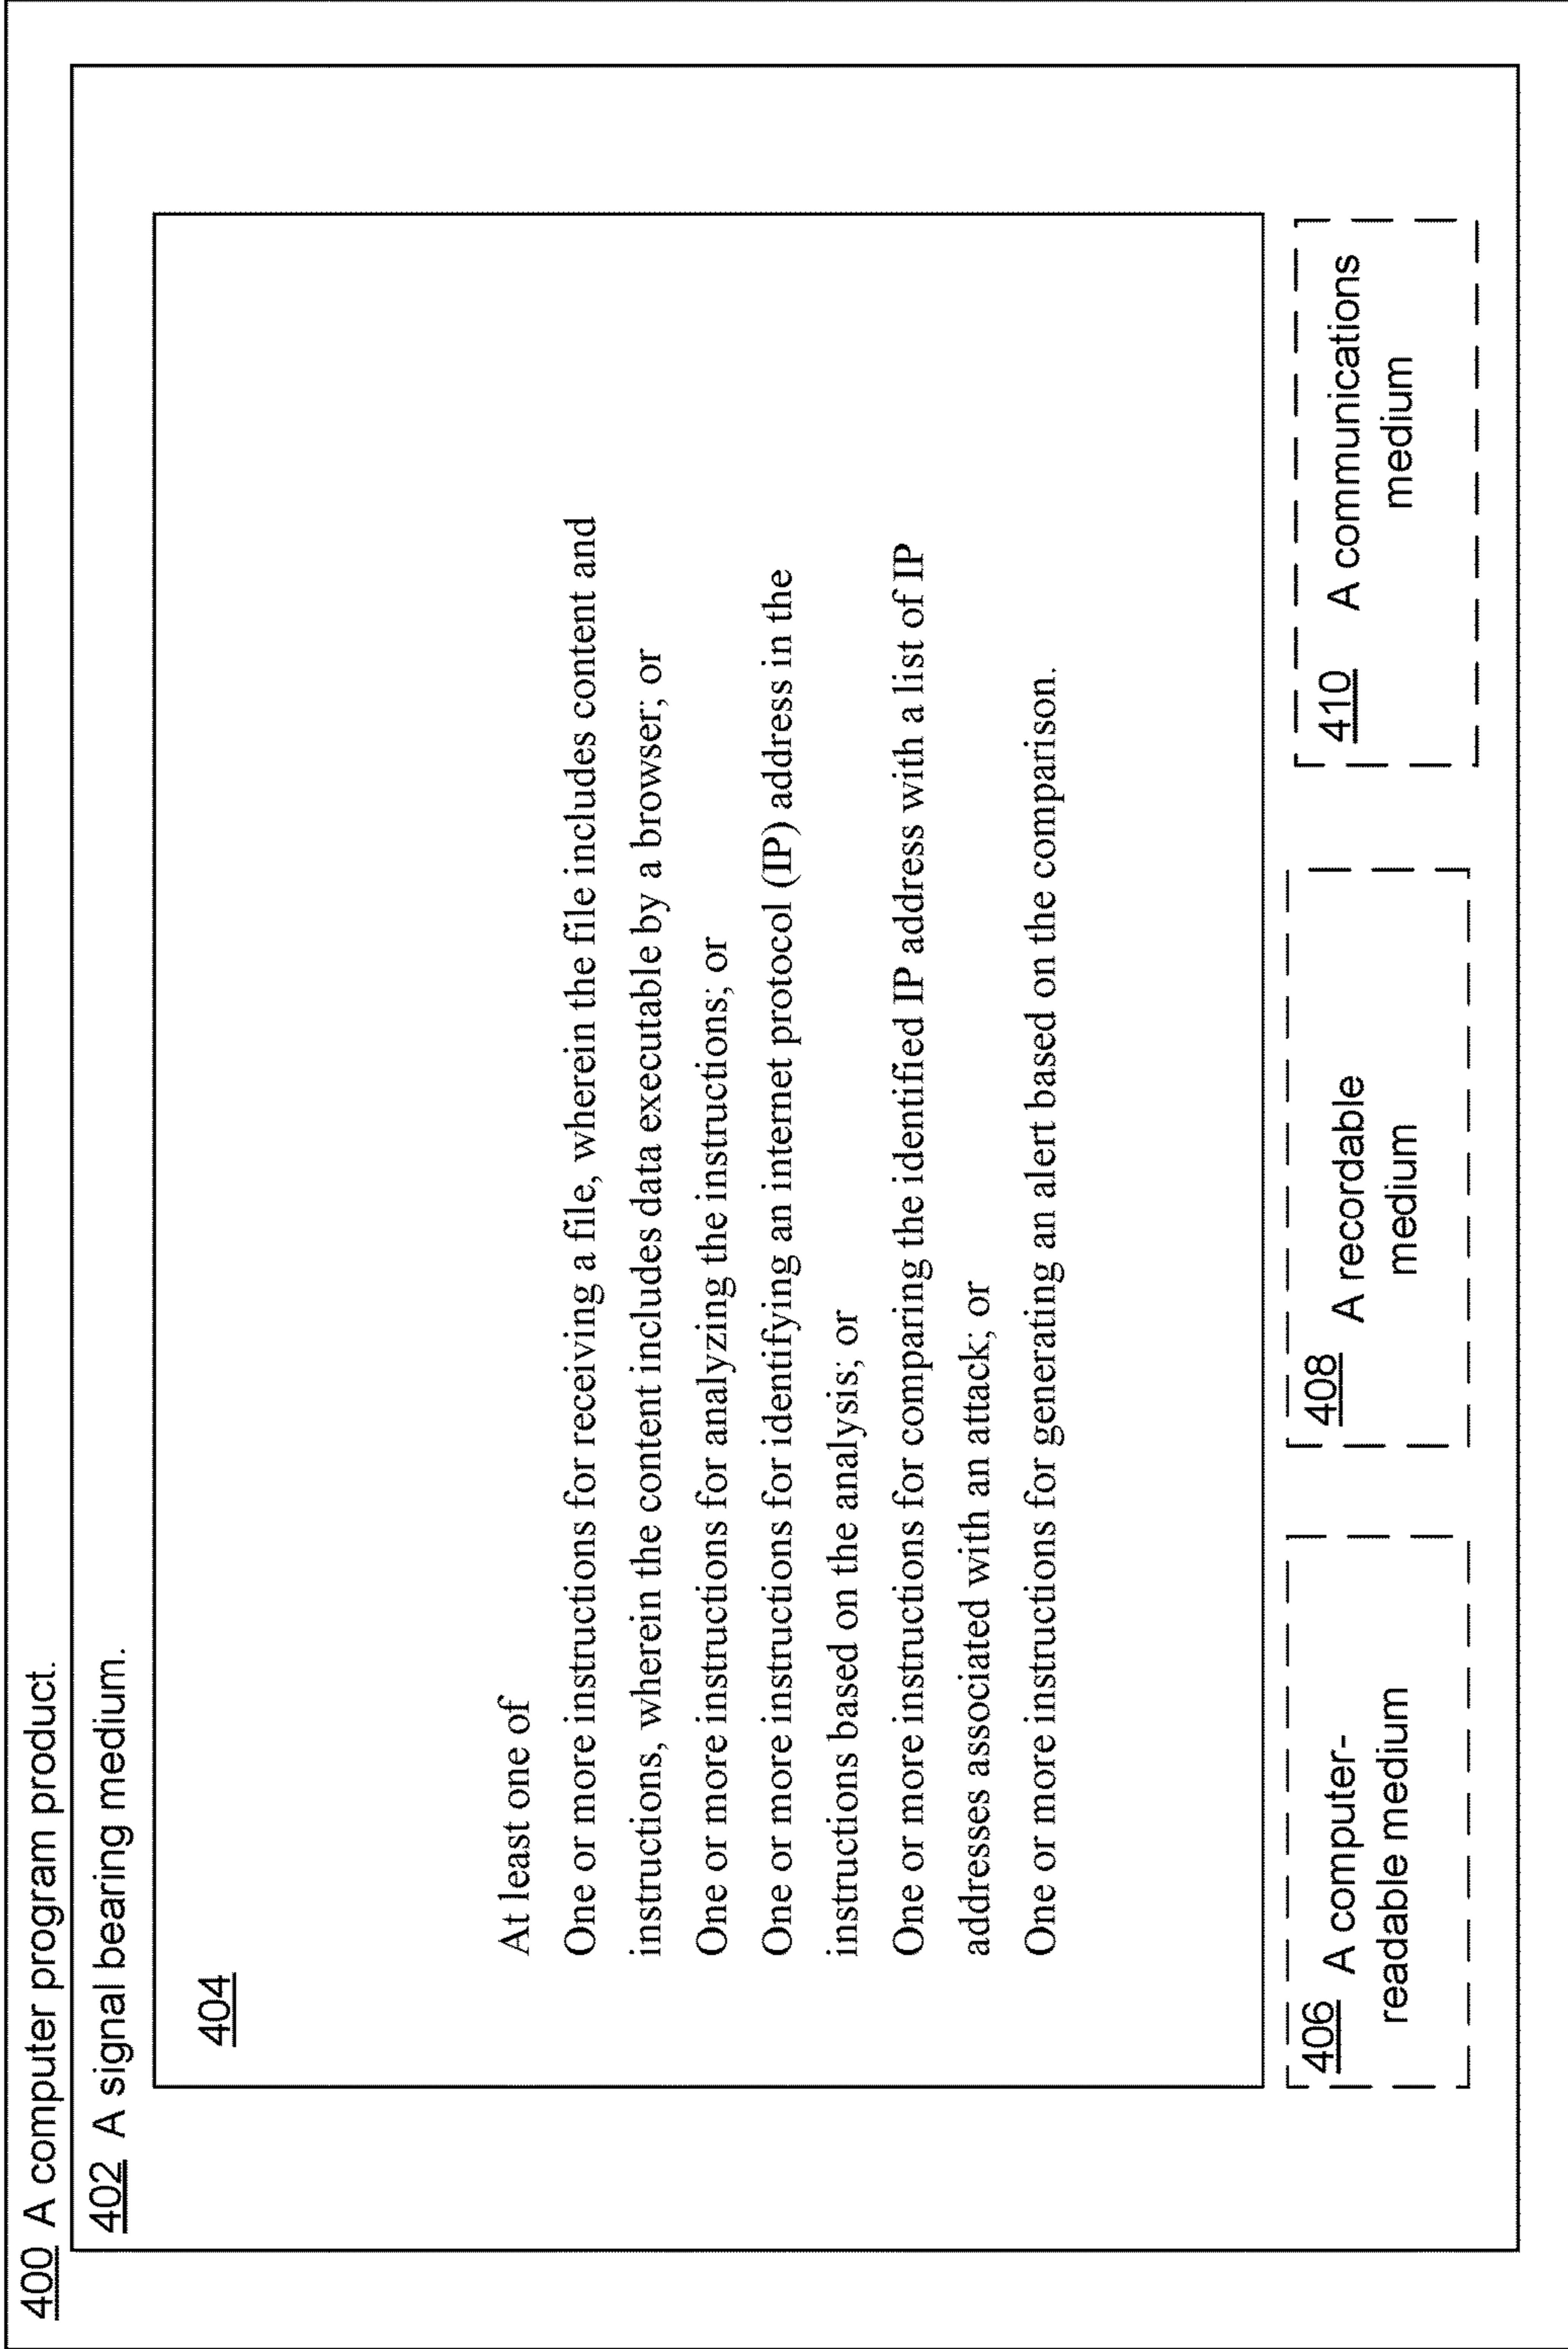 400 A computer program product.
402 A signal bearing medium.
404
At least one of
One or more instructions for receiving a file, wherein the file includes content and
instructions, wherein the content includes data executable by a browser; or
One or more instructions for analyzing the instructions; or
One or more instructions for identifying an internet protocol (IP) address in the
instructions based on the analysis; or
One or more instructions for comparing the identified IP address with a list of IP
addresses associated with an attack; or
One or more instructions for generating an alert based on the comparison.
406 A computer-
readable medium
408 A recordable
medium
410 A communications
medium